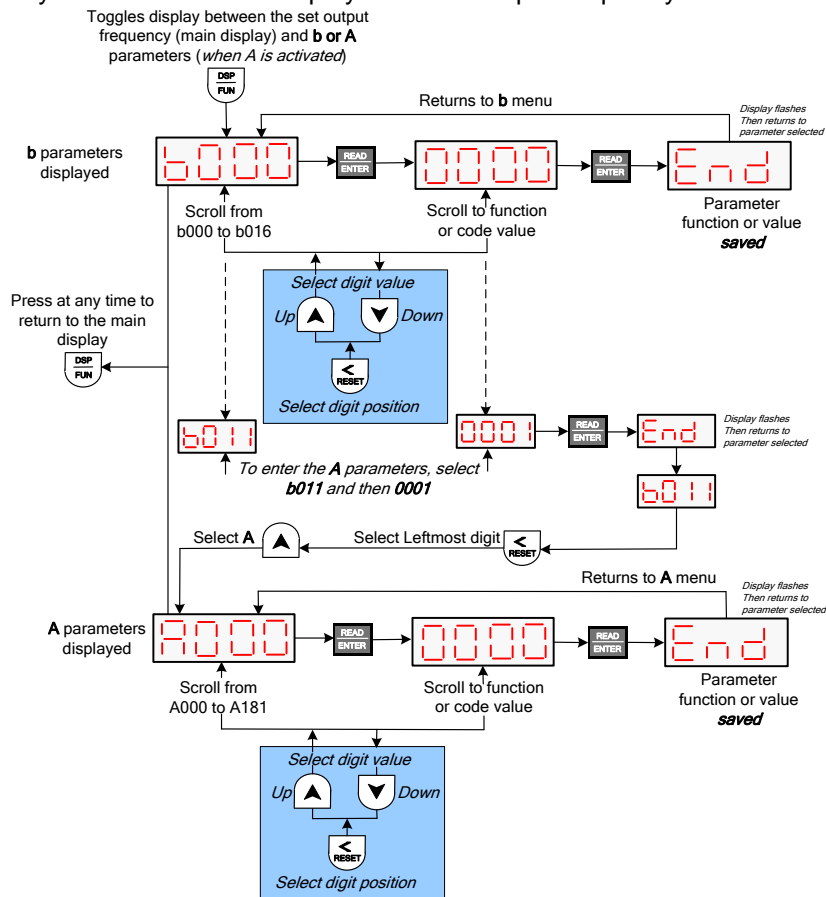 Toggles display between the set output
frequency (main display) and b or A
parameters (when A is activated)
DSP
FUN
Returns to b menu
Display flashes
Then returns to
parameter selected
b parameters
displayed
b000
READ
ENTER
0000
READ
ENTER
End
Scroll from
b000 to b016
Scroll to function
or code value
Parameter
function or value
saved
Select digit value
Up
Down
<
RESET
Select digit position
Press at any time to
return to the main
display
DSP
FUN
b011
0001
READ
ENTER
End
Display flashes
Then returns to
parameter selected
To enter the A parameters, select
b011 and then 0001
b011
Select A
Select Leftmost digit
<
RESET
Returns to A menu
Display flashes
Then returns to
parameter selected
A parameters
displayed
A000
READ
ENTER
0000
READ
ENTER
End
Scroll from
A000 to A181
Scroll to function
or code value
Parameter
function or value
saved
Select digit value
Up
Down
<
RESET
Select digit position